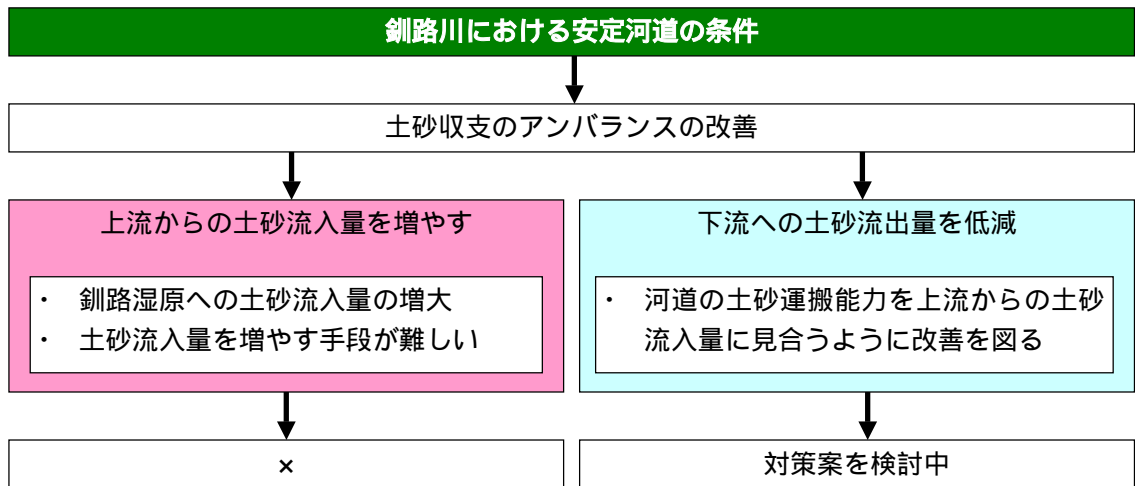 釧路川における安定河道の条件
土砂収支のアンバランスの改善
上流からの土砂流入量を増やす
・ 釧路湿原への土砂流入量の増大
・ 土砂流入量を増やす手段が難しい
×
下流への土砂流出量を低減
・ 河道の土砂運搬能力を上流からの土砂
流入量に見合うように改善を図る
対策案を検討中